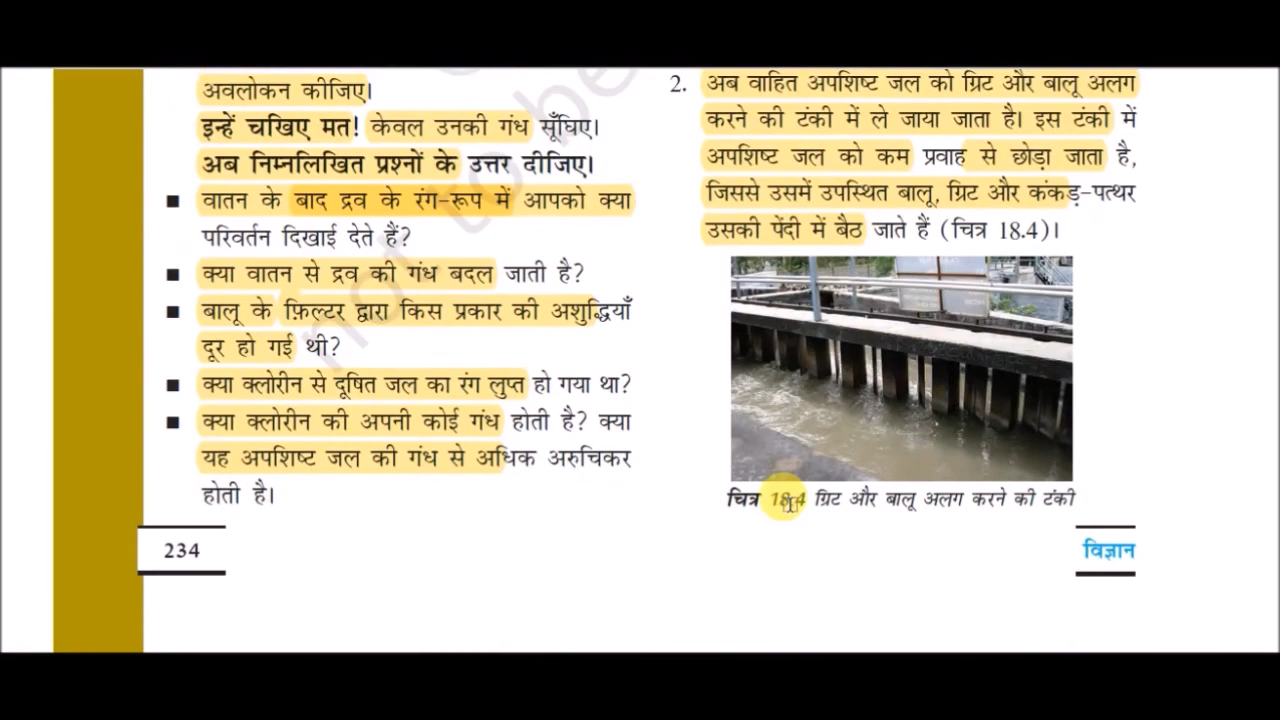 अवलोकन कीजिए।
इन्हें चखिए मत! केवल उनकी गंध सूँघिए।
अब निम्नलिखित प्रश्नों के उत्तर दीजिए।
■ वातन के बाद द्रव के रंग-रूप में आपको क्या
परिवर्तन दिखाई देते हैं?
■ क्या वातन से द्रव की गंध बदल जाती है?
■ बालू के फ़िल्टर द्वारा किस प्रकार की अशुद्धियाँ
दूर हो गई थी?
■ क्या क्लोरीन से दूषित जल का रंग लुप्त हो गया था?
■ क्या क्लोरीन की अपनी कोई गंध होती है? क्या
यह अपशिष्ट जल की गंध से अधिक अरुचिकर
होती है।
234
2. अब वाहित अपशिष्ट जल को ग्रिट और बालू अलग
करने की टंकी में ले जाया जाता है। इस टंकी में
अपशिष्ट जल को कम प्रवाह से छोड़ा जाता है,
जिससे उसमें उपस्थित बालू, ग्रिट और कंकड़-पत्थर
उसकी पेंदी में बैठ जाते हैं (चित्र 18.4)।
चित्र 18.4 ग्रिट और बालू अलग करने की टंकी
विज्ञान
not to be